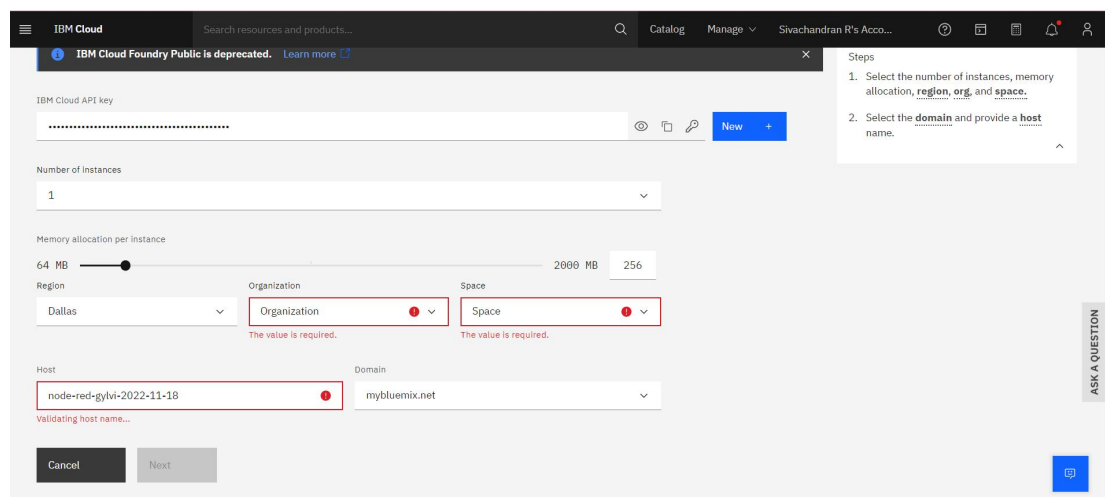 IBM Cloud
Search resources and products...
Catalog
Manage
Sivachandran R's Acco...
IBM Cloud Foundry Public is deprecated. Learn more
Steps
1. Select the number of instances, memory
allocation, region, org, and space.
2. Select the domain and provide a host
name.
IBM Cloud API key
New +
Number of instances
1
Memory allocation per instance
64 MB
2000 MB
256
Region
Organization
Space
Dallas
Organization
Space
The value is required.
The value is required.
Host
Domain
node-red-gylvi-2022-11-18
mybluemix.net
Validating host name...
Cancel
Next
ASK A QUESTION